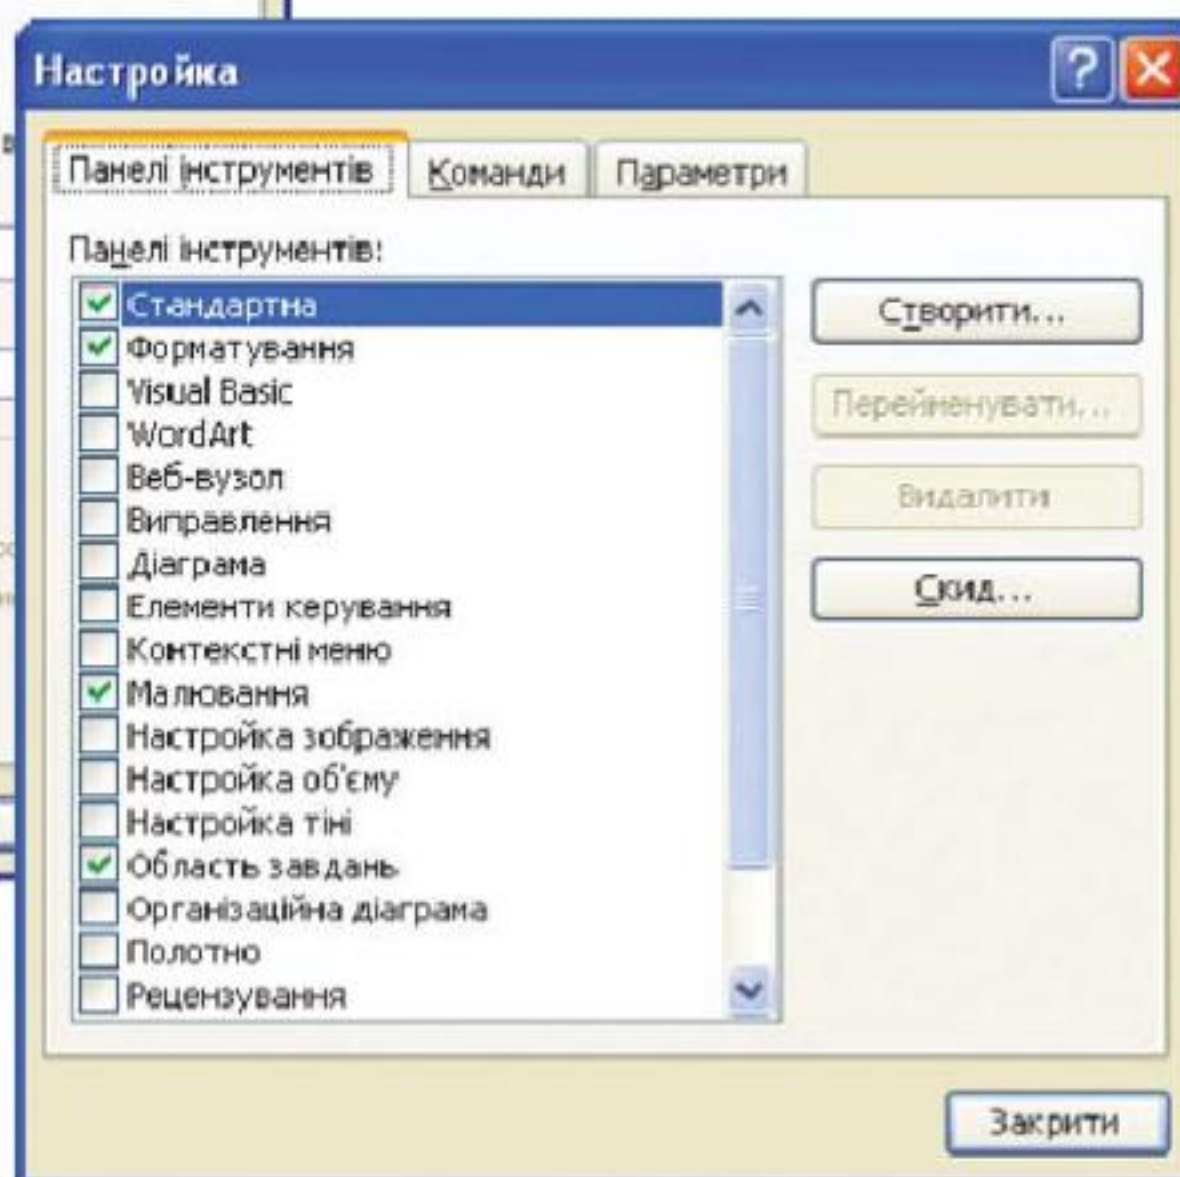 Настройка
Панелі інструментів
Команди
Параметри
Панелі інструментів:
Стандартна
Форматування
Visual Basic
WordArt
Веб-вузол
Виправлення
Діаграма
Елементи керування
Контекстні меню
Малювання
Настройка зображення
Настройка об'єму
Настройка тіні
Область завдань
Організаційна діаграма
Полотно
Рецензування
Створити...
Перейменувати...
Видалити
Скид...
Закрити